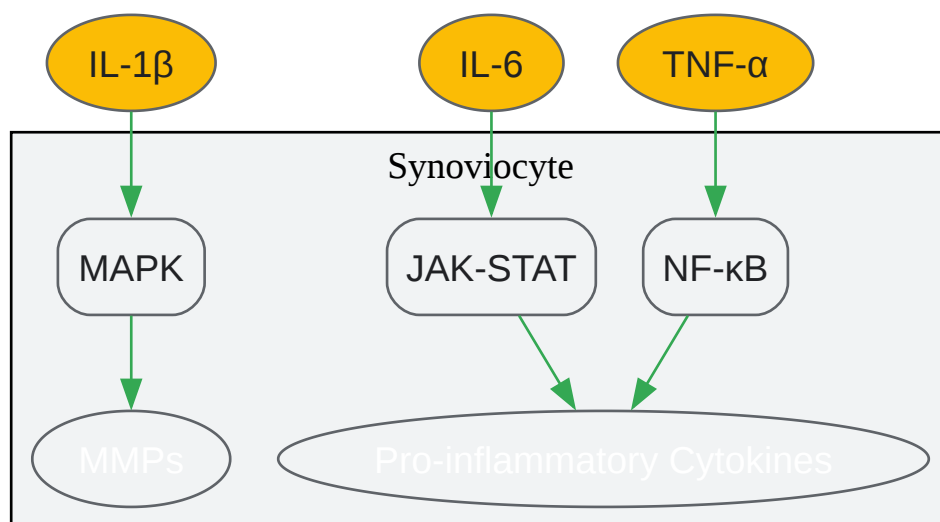 IL-1β
IL-6
TNF-α
Synoviocyte
MAPK
JAK-STAT
NF-κB
MMPs
Pro-inflammatory Cytokines